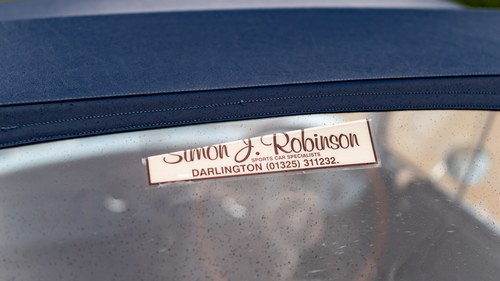 Simon J. Robinson
SPORTS CAR SPECIALISTS
DARLINGTON (01325) 311232.